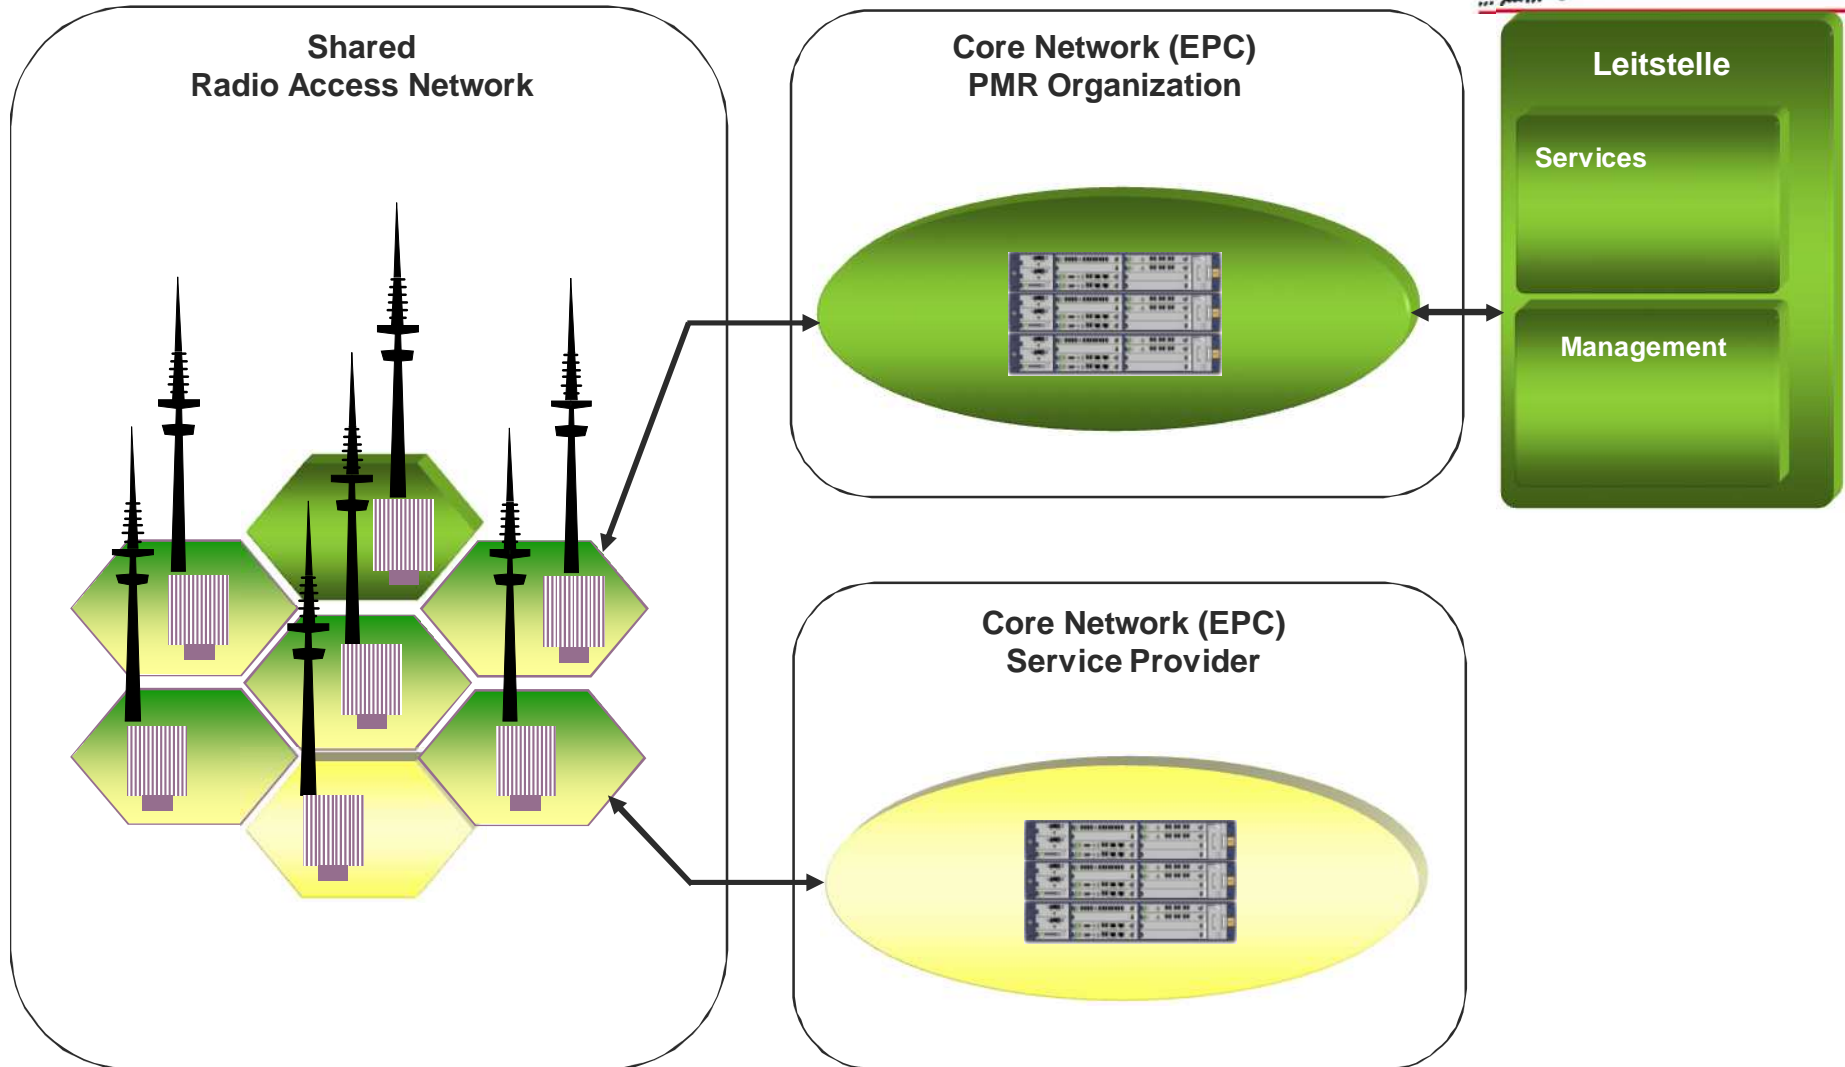 Shared
Radio Access Network
Core Network (EPC)
PMR Organization
Leitstelle
Services
Management
Core Network (EPC)
Service Provider